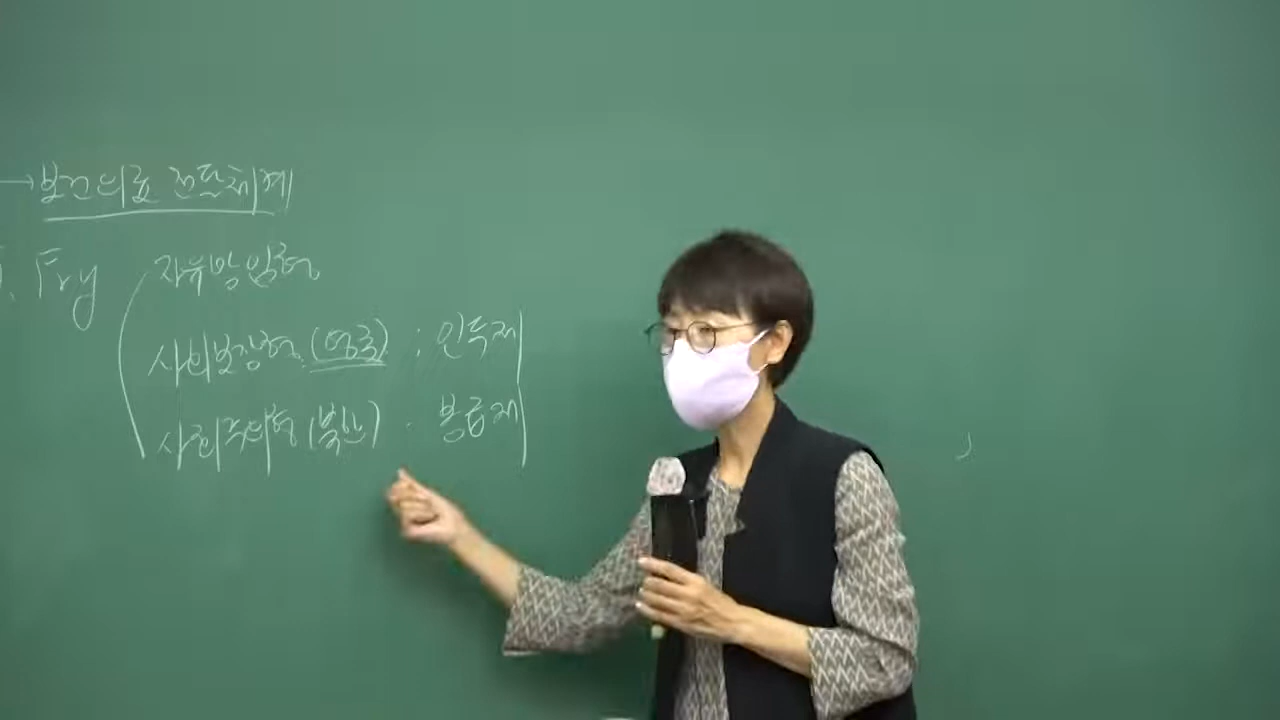 →보건의료 전달체계
1. Fry
자유방임형
사회보장형 (영국) : 인두제
사회주의형 (북한) : 봉급제